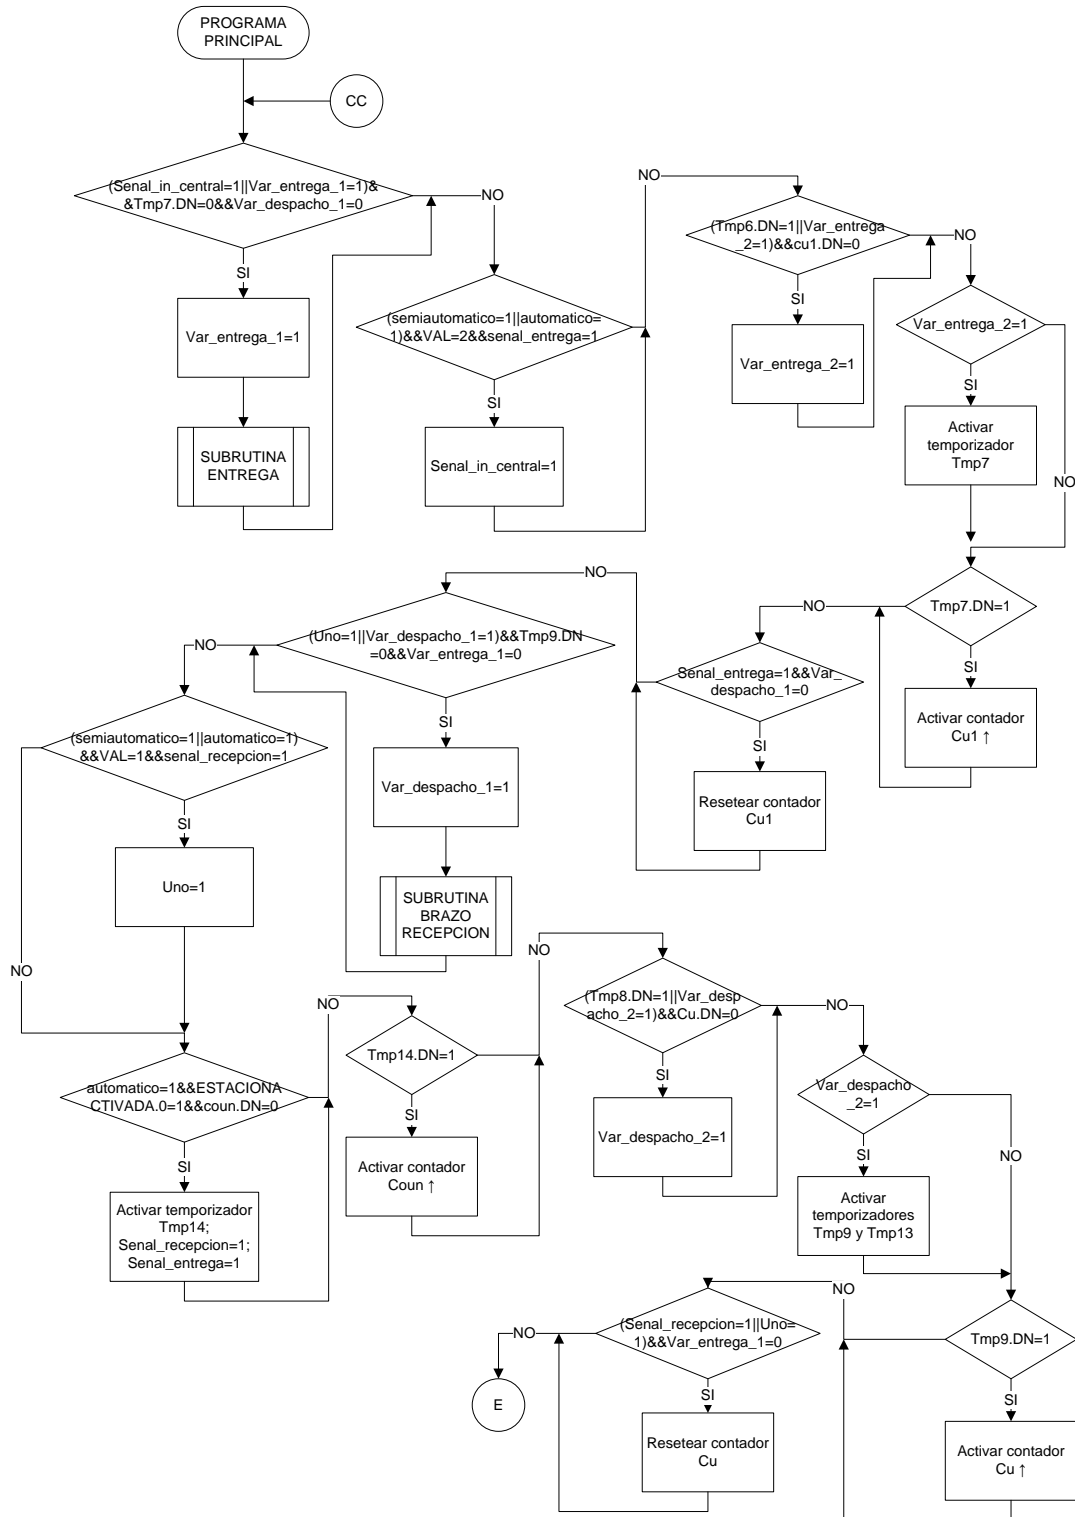 PROGRAMA
PRINCIPAL
CC
(Senal_in_central=1||Var_entrega_1=1)&
&Tmp7.DN=0&&Var_despacho_1=0
NO
SI
Var_entrega_1=1
SUBRUTINA
ENTREGA
(semiautomatico=1||automatico=
1)&&VAL=2&&senal_entrega=1
NO
SI
Senal_in_central=1
(Tmp6.DN=1||Var_entrega
_2=1)&&cu1.DN=0
NO
SI
Var_entrega_2=1
Var_entrega_2=1
SI
NO
Activar
temporizador
Tmp7
Tmp7.DN=1
NO
SI
Activar contador
Cu1 ↑
Senal_entrega=1&&Var_
despacho_1=0
NO
SI
Resetear contador
Cu1
(Uno=1||Var_despacho_1=1)&&Tmp9.DN
=0&&Var_entrega_1=0
NO
SI
Var_despacho_1=1
SUBRUTINA
BRAZO
RECEPCION
(semiautomatico=1||automatico=1)
&&VAL=1&&senal_recepcion=1
SI
NO
Uno=1
automatico=1&&ESTACIONA
CTIVADA.0=1&&coun.DN=0
NO
SI
Activar temporizador
Tmp14;
Senal_recepcion=1;
Senal_entrega=1
Tmp14.DN=1
NO
SI
Activar contador
Coun ↑
(Tmp8.DN=1||Var_desp
acho_2=1)&&Cu.DN=0
NO
SI
Var_despacho_2=1
Var_despacho
_2=1
SI
NO
Activar
temporizadores
Tmp9 y Tmp13
Tmp9.DN=1
NO
SI
Activar contador
Cu ↑
(Senal_recepcion=1||Uno=
1)&&Var_entrega_1=0
NO
SI
Resetear contador
Cu
E